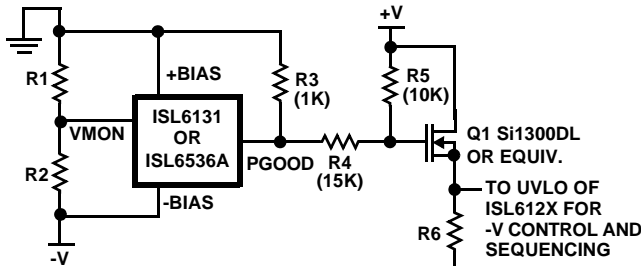 +V
R1
+BIAS
R3
(1K)
R5
(10K)
VMON
ISL6131
OR
ISL6536A
Q1 Si1300DL
OR EQUIV.
R2
PGOOD
R4
(15K)
-BIAS
TO UVLO OF
ISL612X FOR
-V CONTROL AND
SEQUENCING
R6
-V